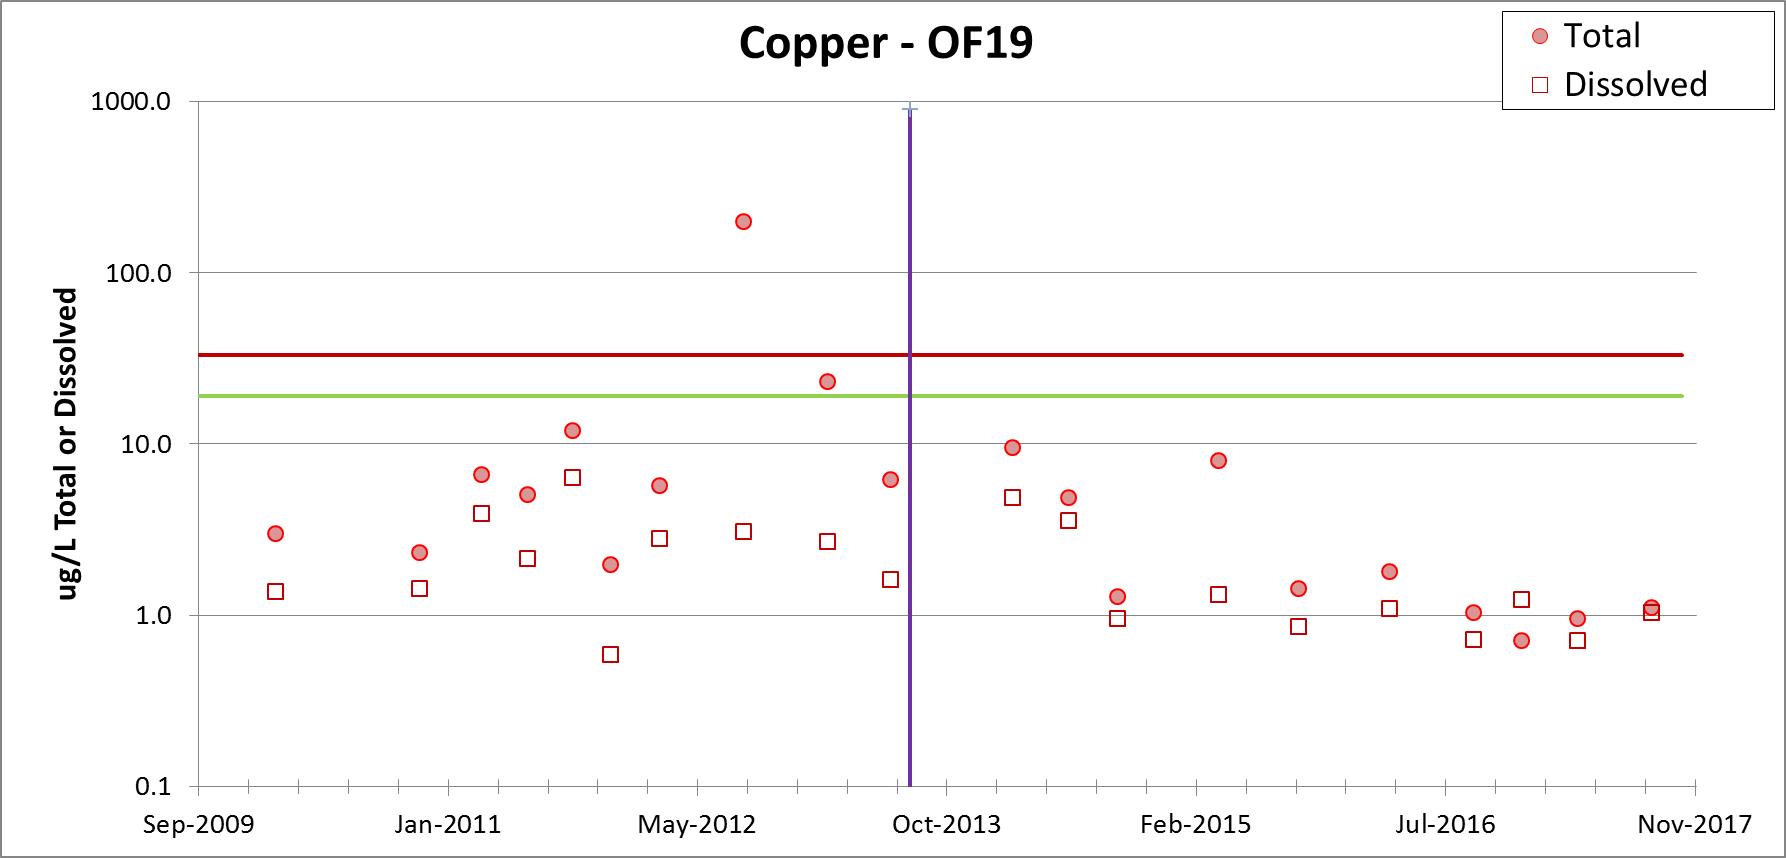 Copper - OF19
Total
Dissolved
ug/L Total or Dissolved
1000.0
100.0
10.0
1.0
0.1
Sep-2009 Jan-2011 May-2012 Oct-2013 Feb-2015 Jul-2016 Nov-2017